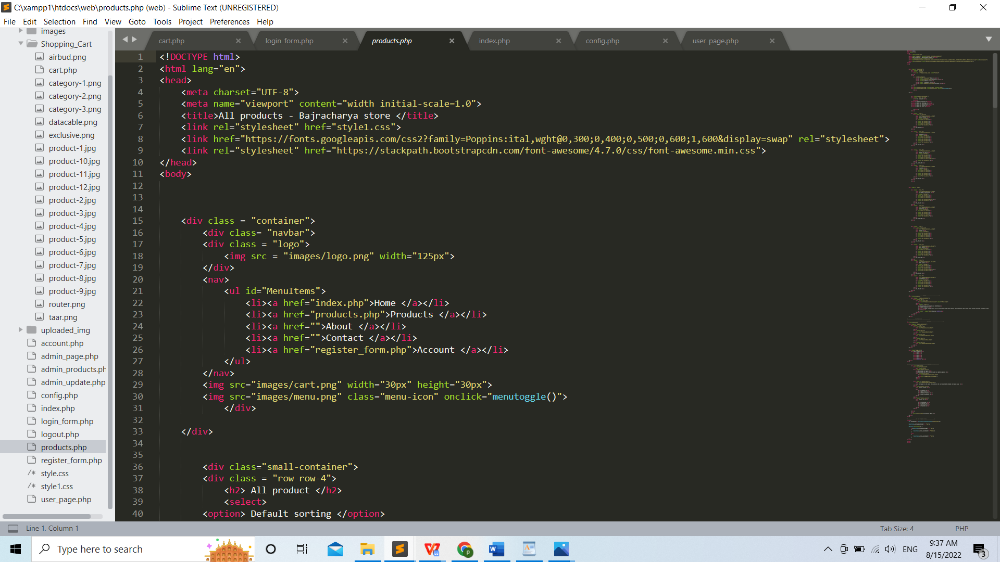 C:\xampp1\htdocs\web\products.php (web) - Sublime Text (UNREGISTERED)
File Edit Selection Find View Goto Tools Project Preferences Help
images
Shopping_Cart
airbud.png
cart.php
category-1.png
category-2.png
category-3.png
datacable.png
exclusive.png
product-1.jpg
product-10.jpg
product-11.jpg
product-12.jpg
product-2.jpg
product-3.jpg
product-4.jpg
product-5.jpg
product-6.jpg
product-7.jpg
product-8.jpg
product-9.jpg
router.png
taar.png
uploaded_img
account.php
admin_page.php
admin_products.ph
admin_update.php
config.php
index.php
login_form.php
logout.php
products.php
register_form.php
/* style.css
/* style1.css
user_page.php
cart.php × login_form.php × products.php × index.php × config.php × user_page.php ×
1 <!DOCTYPE html>
2 <html lang="en">
3 <head>
4 <meta charset="UTF-8">
5 <meta name="viewport" content="width initial-scale=1.0">
6 <title>All products - Bajracharya store </title>
7 <link rel="stylesheet" href="style1.css">
8 <link href="https://fonts.googleapis.com/css2?family=Poppins:ital,wght@0,300;0,400;0,500;0,600;1,600&display=swap" rel="stylesheet">
9 <link rel="stylesheet" href="https://stackpath.bootstrapcdn.com/font-awesome/4.7.0/css/font-awesome.min.css">
10 </head>
11 <body>
12
13
14
15 <div class = "container">
16 <div class= "navbar">
17 <div class = "logo">
18 <img src = "images/logo.png" width="125px">
19 </div>
20 <nav>
21 <ul id="MenuItems">
22 <li><a href="index.php">Home </a></li>
23 <li><a href="products.php">Products </a></li>
24 <li><a href="">About </a></li>
25 <li><a href="">Contact </a></li>
26 <li><a href="register_form.php">Account </a></li>
27 </ul>
28 </nav>
29 <img src="images/cart.png" width="30px" height="30px">
30 <img src="images/menu.png" class="menu-icon" onclick="menutoggle()">
31 </div>
32
33 </div>
34
35
36 <div class="small-container">
37 <div class = "row row-4">
38 <h2> All product </h2>
39 <select>
40 <option> Default sorting </option>
Line 1, Column 1 Tab Size: 4 PHP
Type here to search
ENG
9:37 AM
8/15/2022
3